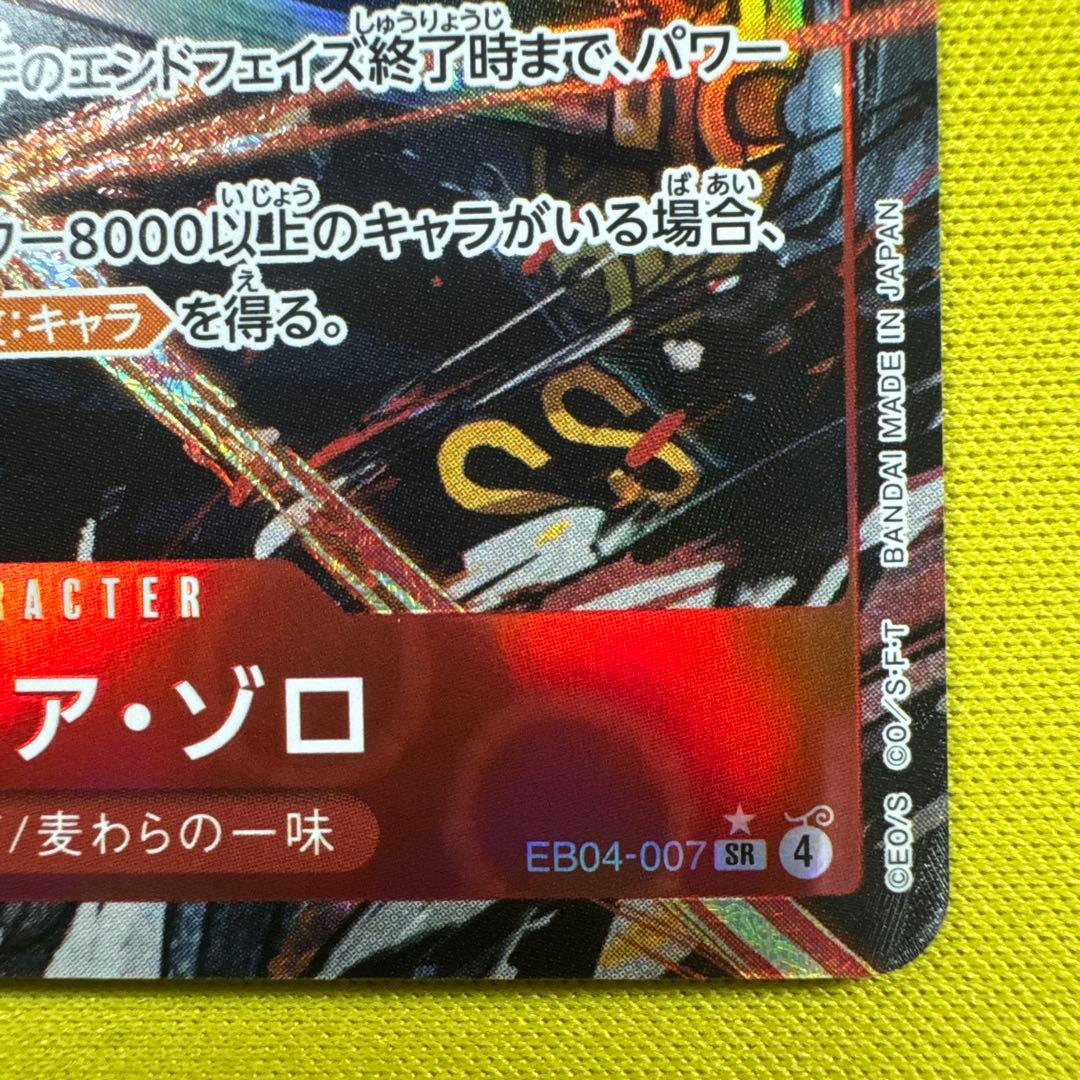 のエンドフェイズ終了時まで、パワー
しゅうりょうじ
ー8000以上のキャラがいる場合、
いじょう
ばあい
:キャラ を得る。
え
RACTER
ア・ゾロ
/麦わらの一味
EB04-007 SR 4
©EO/S ©O//S・F・T BANDAI MADE IN JAPAN